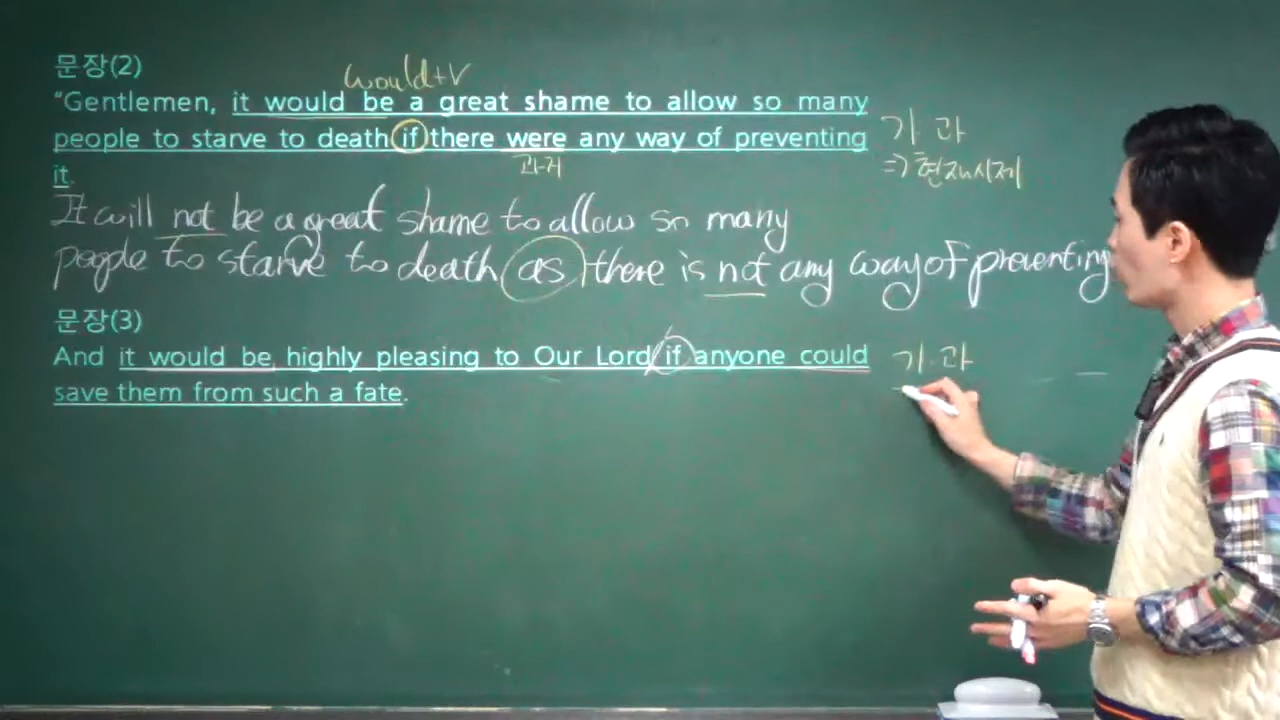 문장(2)
would+V
“Gentlemen, it would be a great shame to allow so many
people to starve to death if there were any way of preventing
it.
과거
기 과
⇒ 현재시제
It will not be a great shame to allow so many
people to starve to death as there is not any way of preventing
문장(3)
And it would be highly pleasing to Our Lord if anyone could
save them from such a fate.
기.과